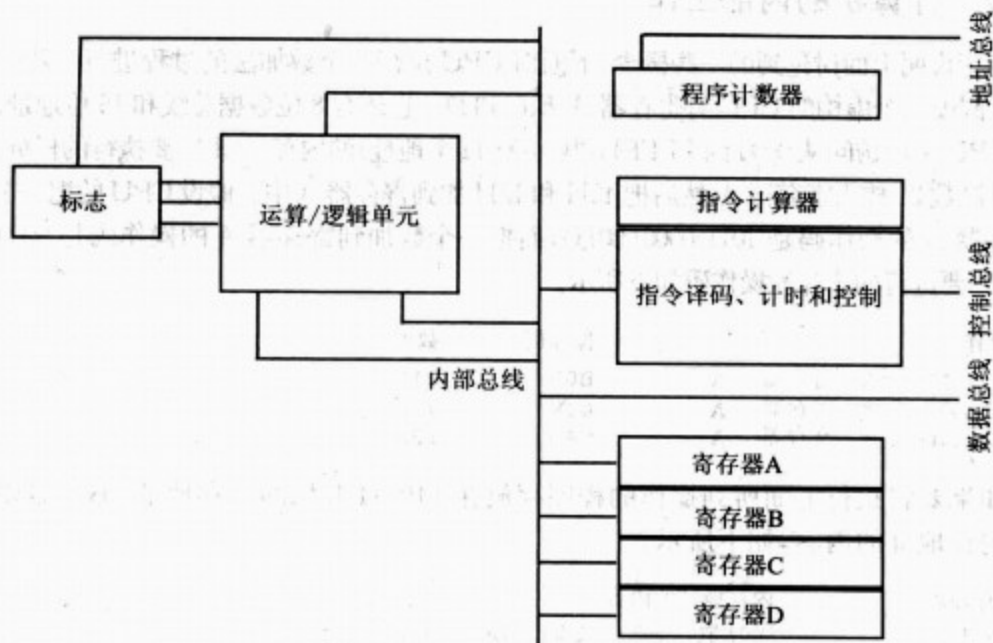 地址总线
程序计数器
标志
运算/逻辑单元
指令计算器
指令译码、计时和控制
控制总线
内部总线
数据总线
寄存器A
寄存器B
寄存器C
寄存器D